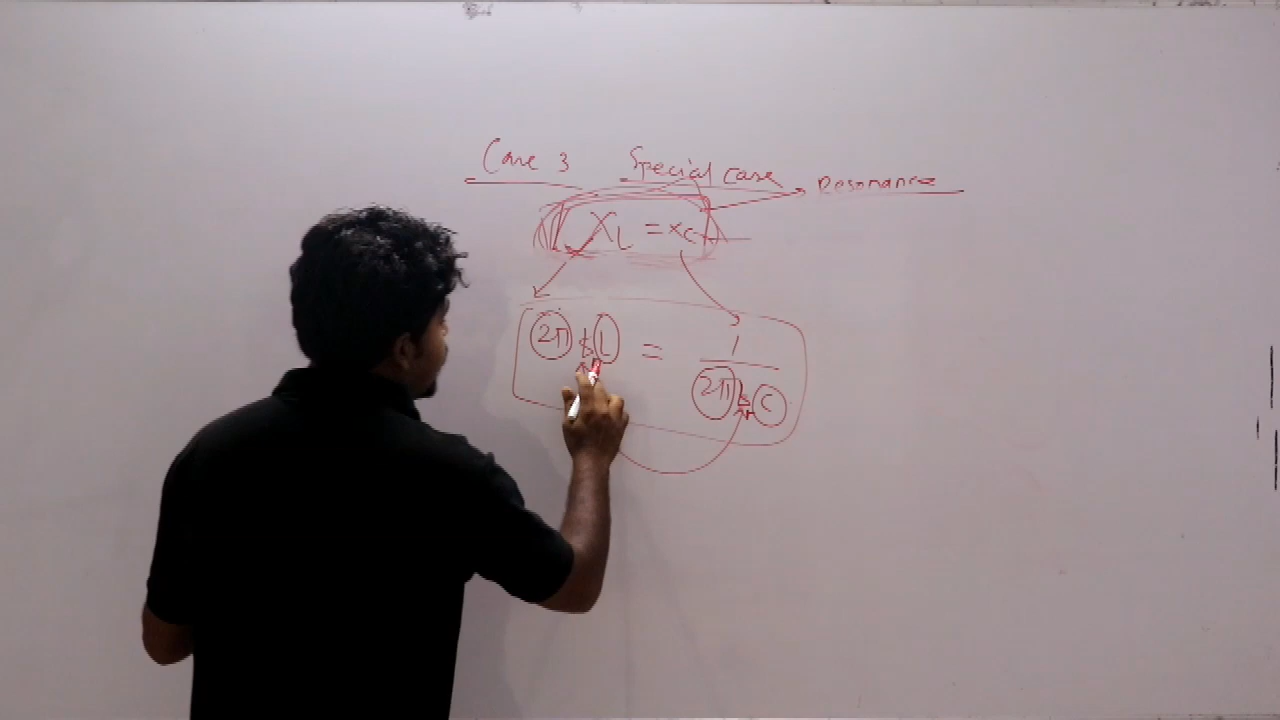 Case 3 Special case Resonance
XL = XC
2π f L = 1 / 2π f C